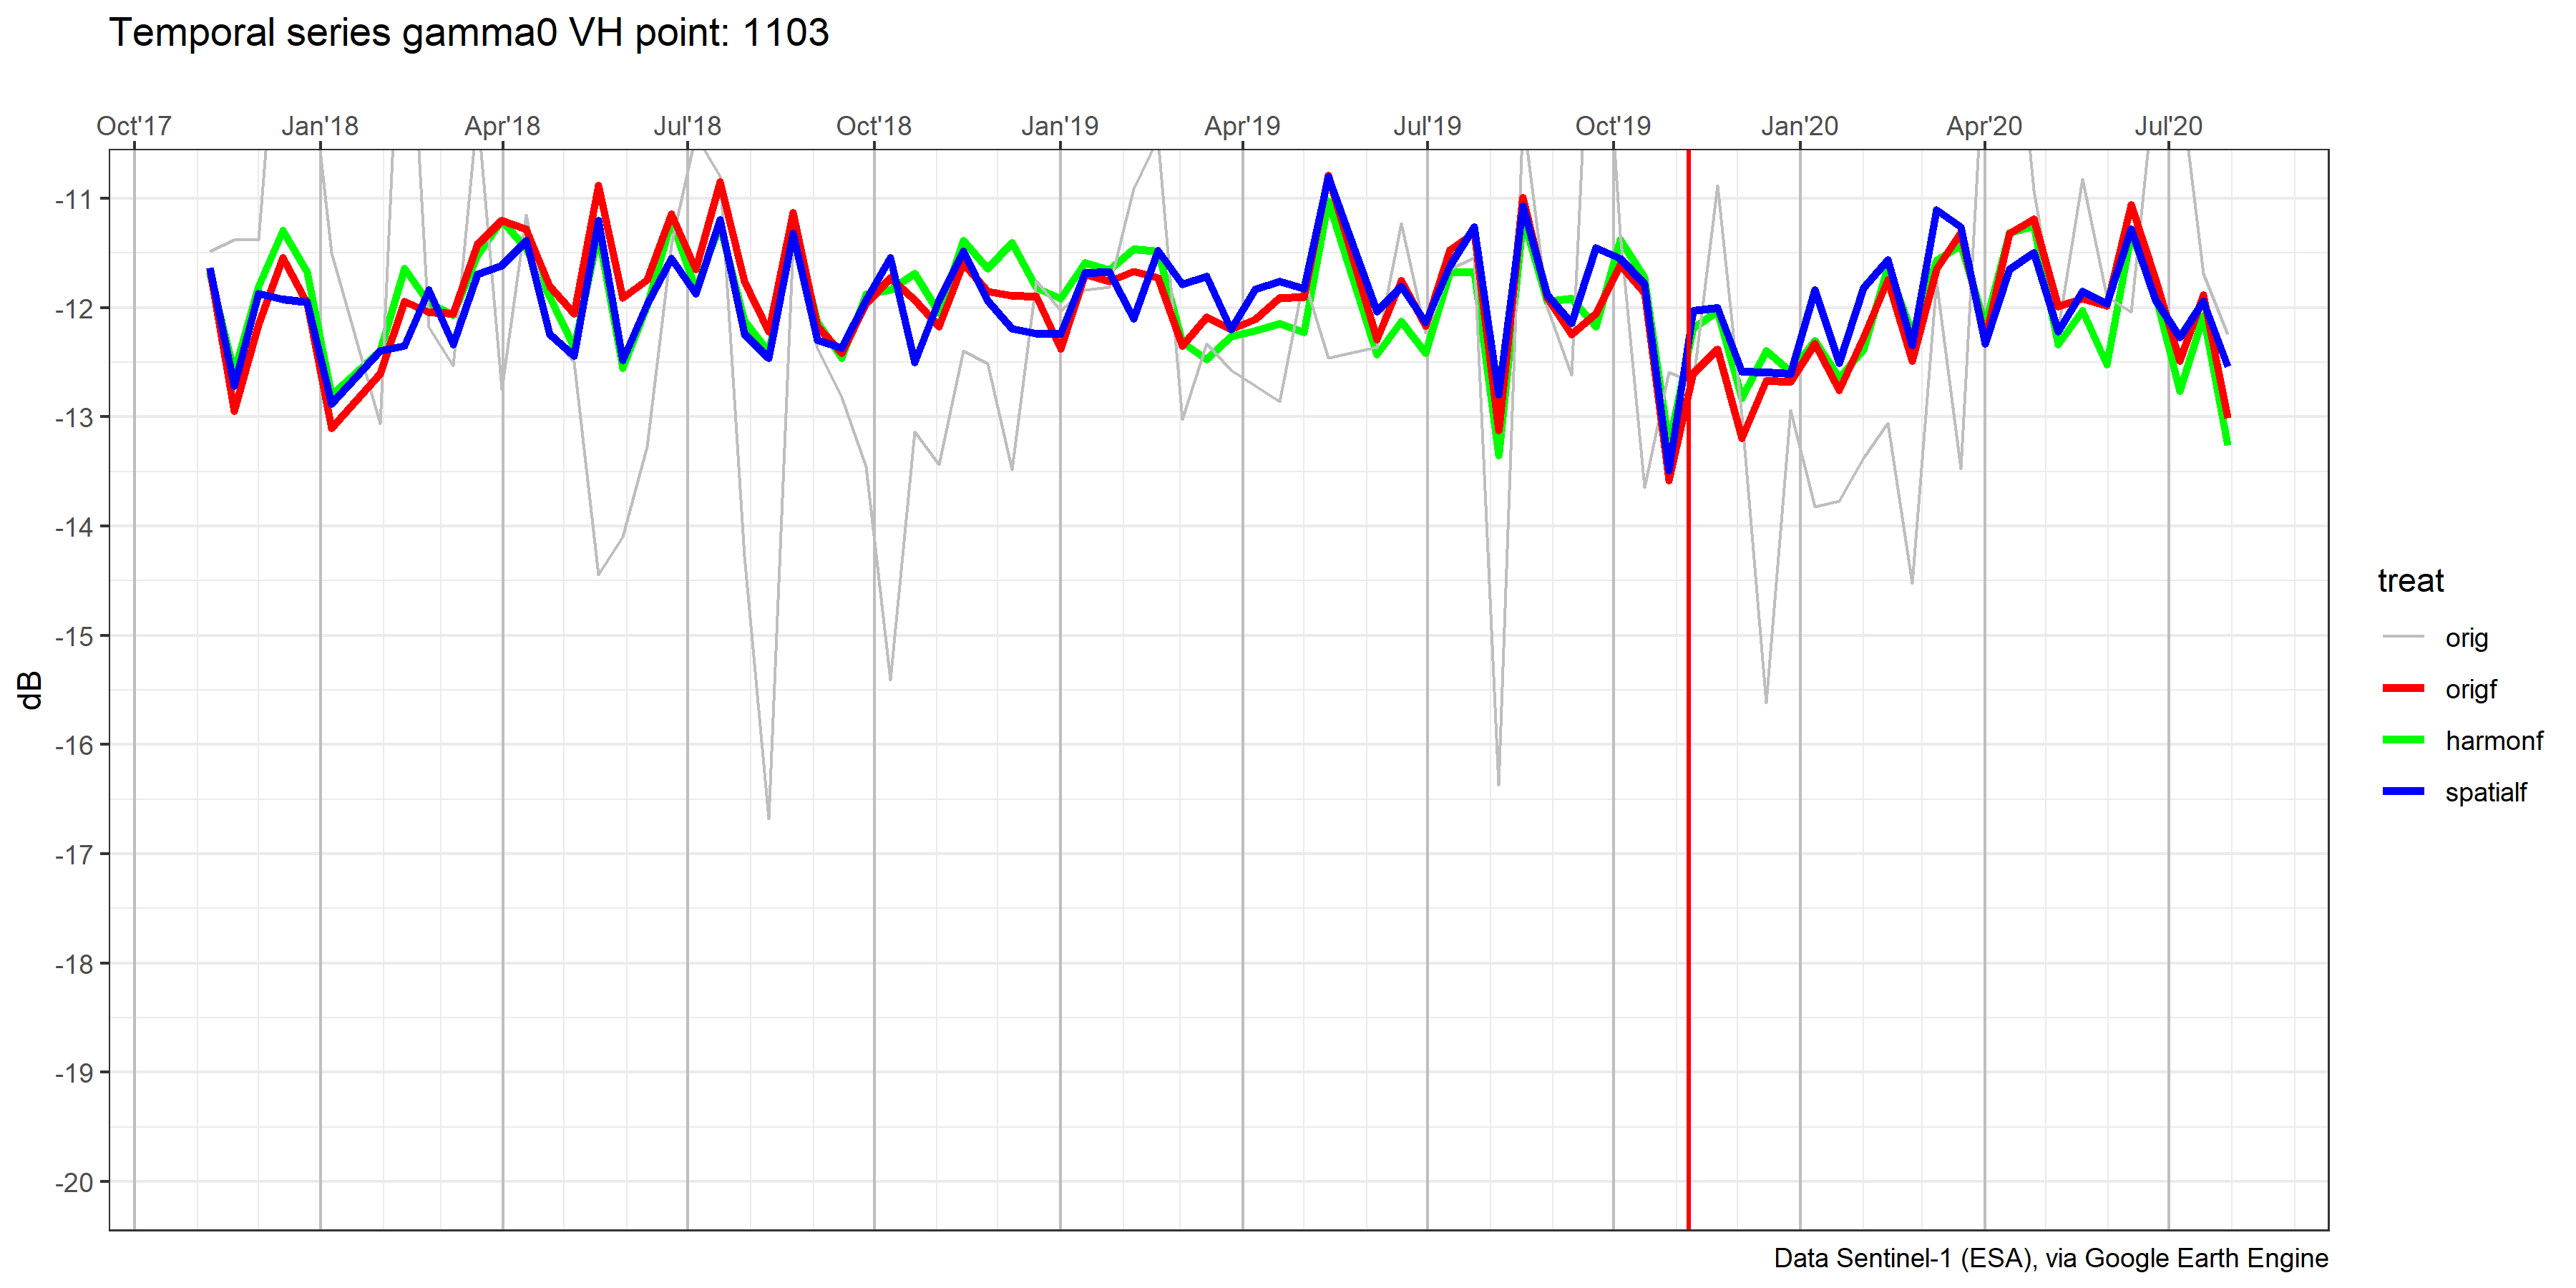 Temporal series gamma0 VH point: 1103
Oct'17 Jan'18 Apr'18 Jul'18 Oct'18 Jan'19 Apr'19 Jul'19 Oct'19 Jan'20 Apr'20 Jul'20
-11
-12
-13
-14
-15
-16
-17
-18
-19
-20
dB
treat
orig
origf
harmonf
spatialf
Data Sentinel-1 (ESA), via Google Earth Engine